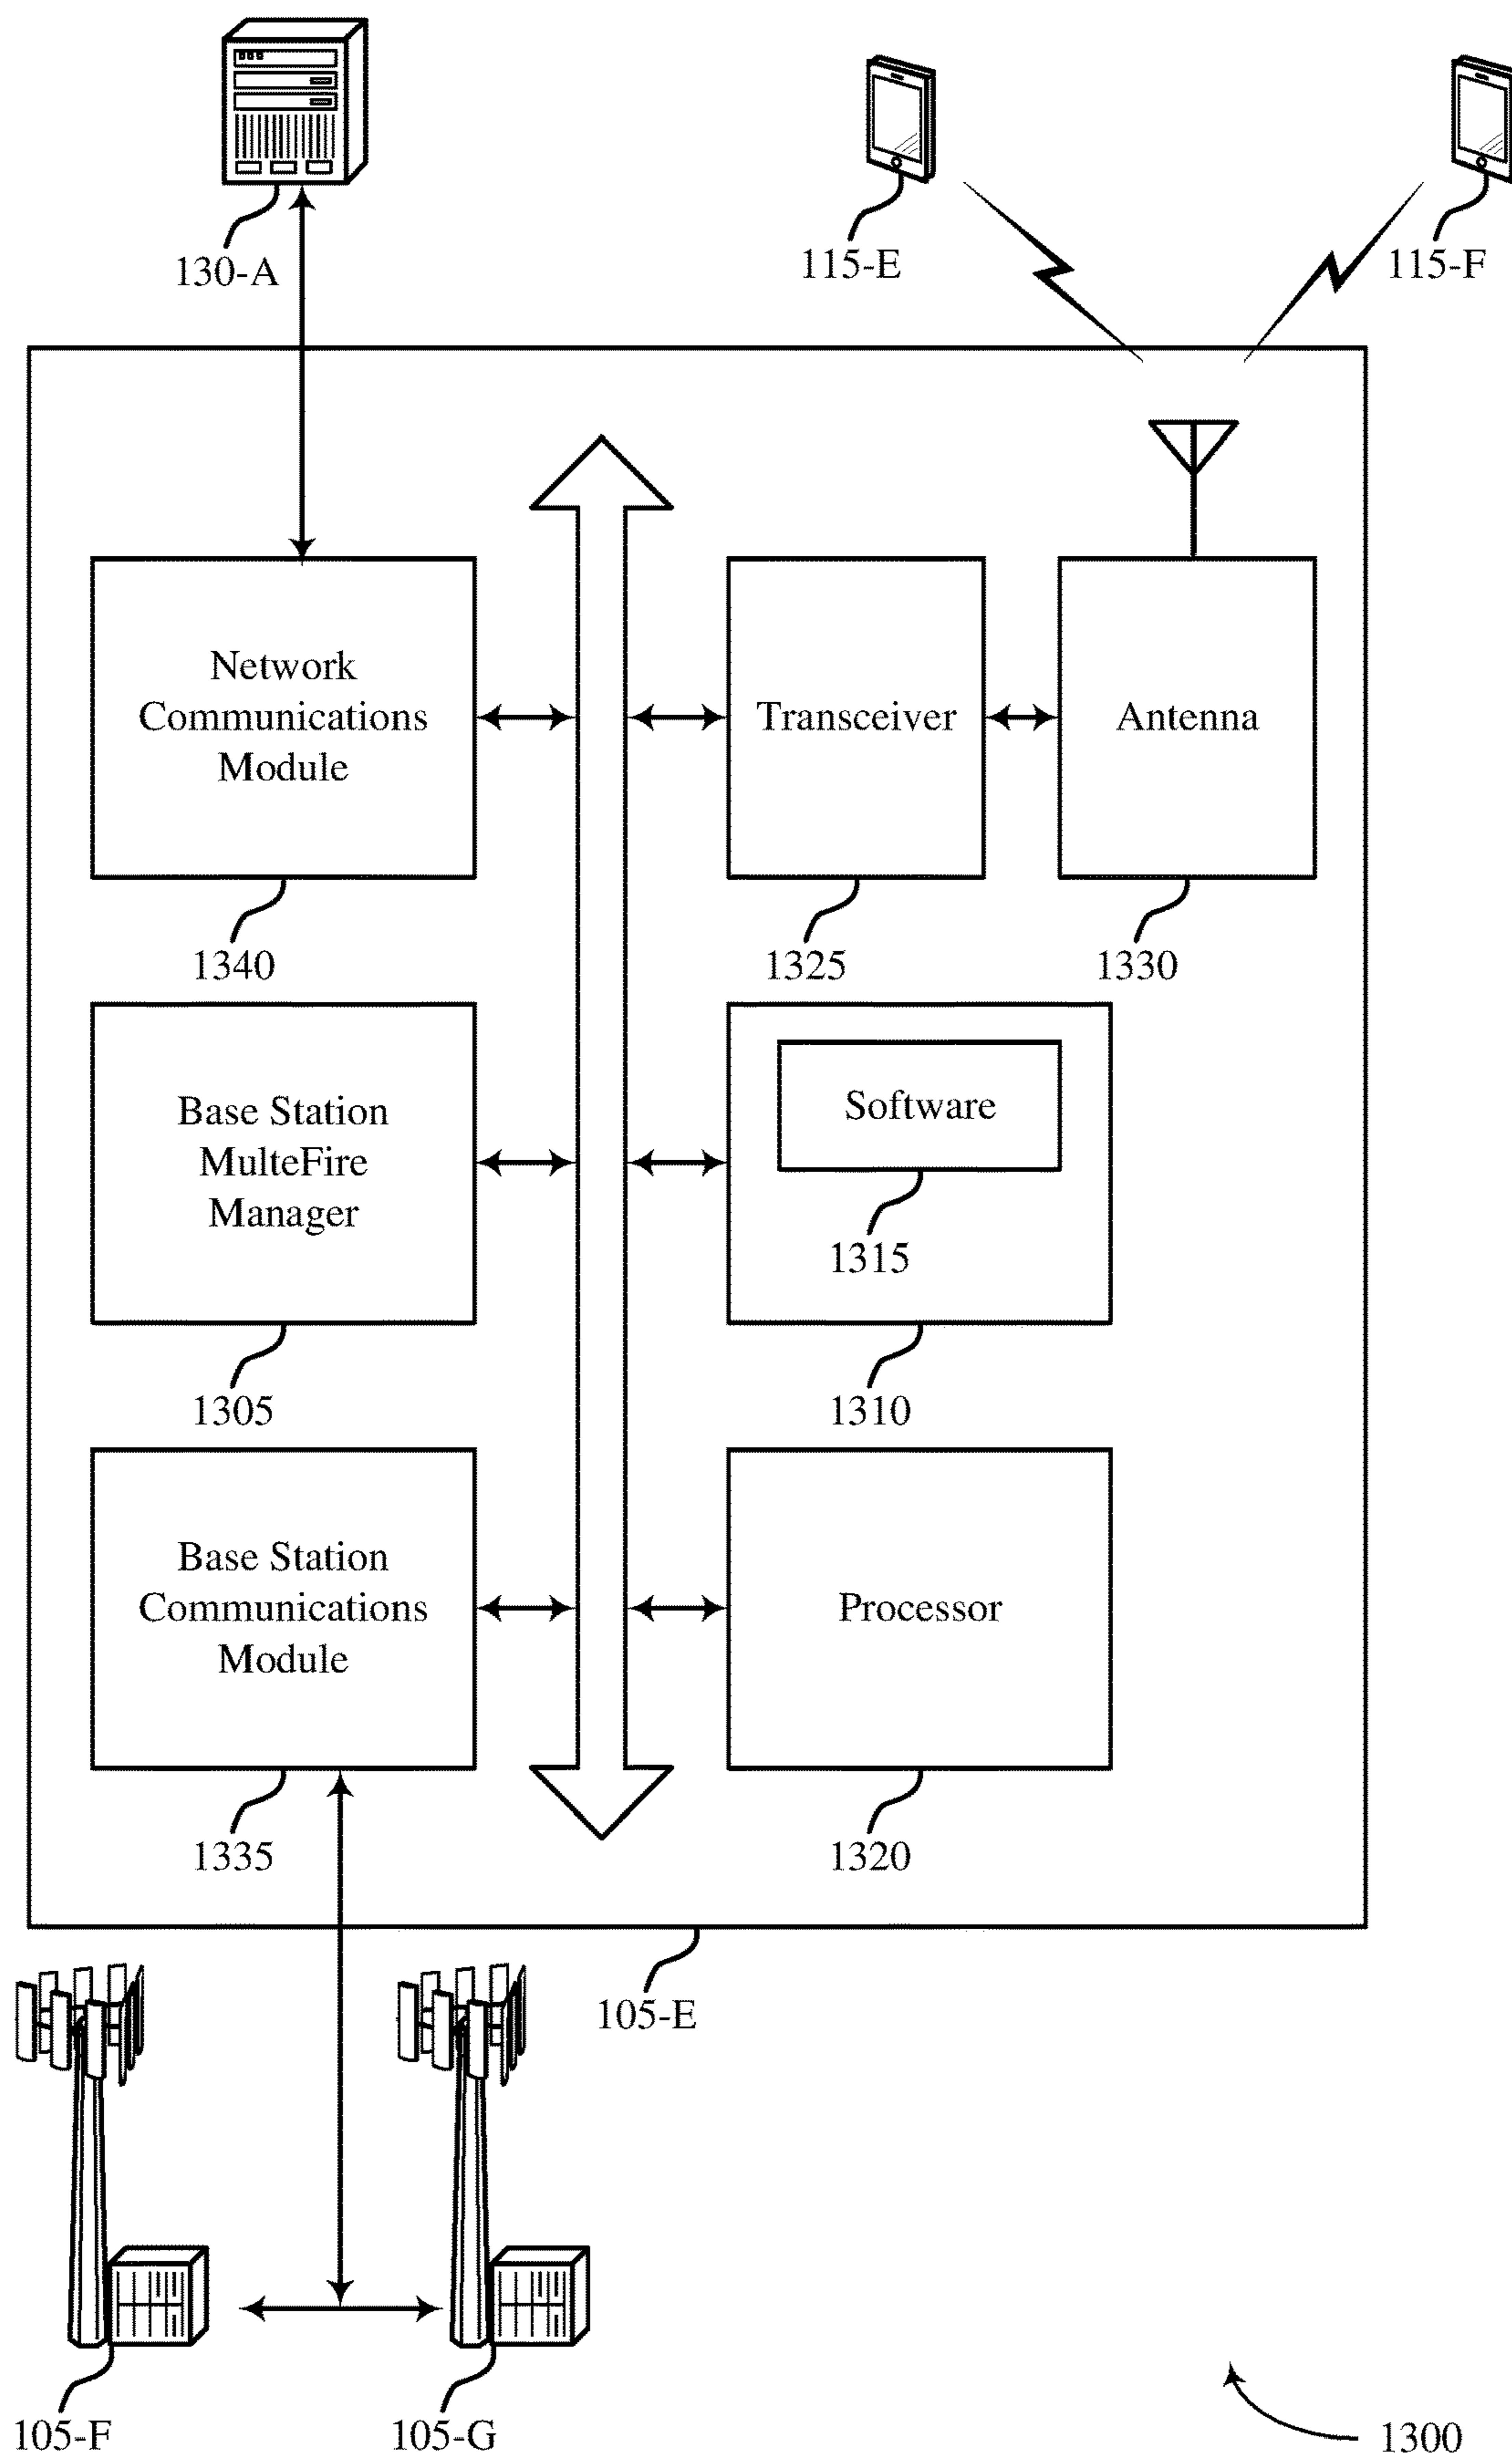 130-A
115-E
115-F
Network
Communications
Module
1340
Transceiver
1325
Antenna
1330
Base Station
MulteFire
Manager
1305
Software
1315
1310
Base Station
Communications
Module
1335
Processor
1320
105-E
105-F
105-G
1300